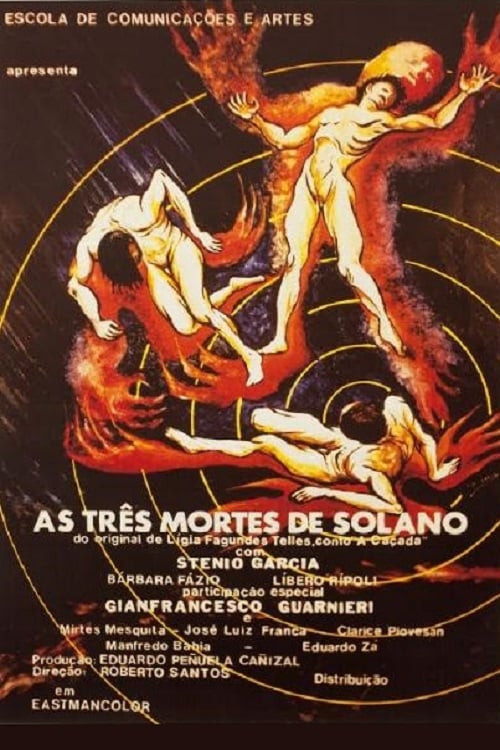 ESCOLA DE COMUNICAÇÕES E ARTES
apresenta
AS TRÊS MORTES DE SOLANO
do original de Lígia Fagundes Telles, conto A Caçada"
com
STENIO GARCIA
BÁRBARA FÁZIO LÍBERO RÍPOLI
participação especial
GIANFRANCESCO GUARNIERI
e
Mirtes Mesquita - José Luiz França Clarice Piovesan
Manfredo Bahia - Eduardo Zá
Produção: EDUARDO PEÑUELA CAÑIZAL
Direção: ROBERTO SANTOS
Distribuição
em
EASTMANCOLOR